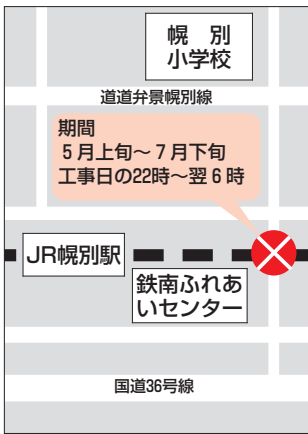 幌 別
小学校
道道弁景幌別線
期間
5月上旬～7月下旬
工事日の22時～翌6時
JR幌別駅
鉄南ふれあ
いセンター
国道36号線